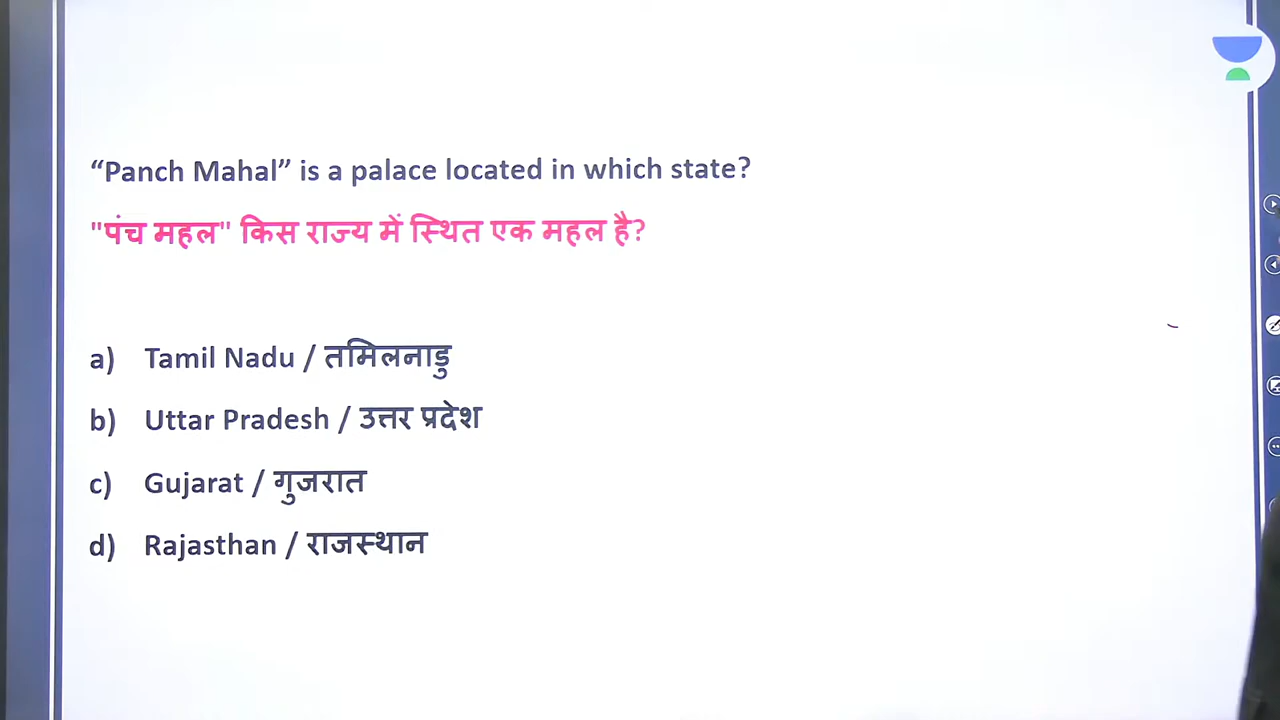 “Panch Mahal” is a palace located in which state?
"पंच महल" किस राज्य में स्थित एक महल है?
a) Tamil Nadu / तमिलनाडु
b) Uttar Pradesh / उत्तर प्रदेश
c) Gujarat / गुजरात
d) Rajasthan / राजस्थान